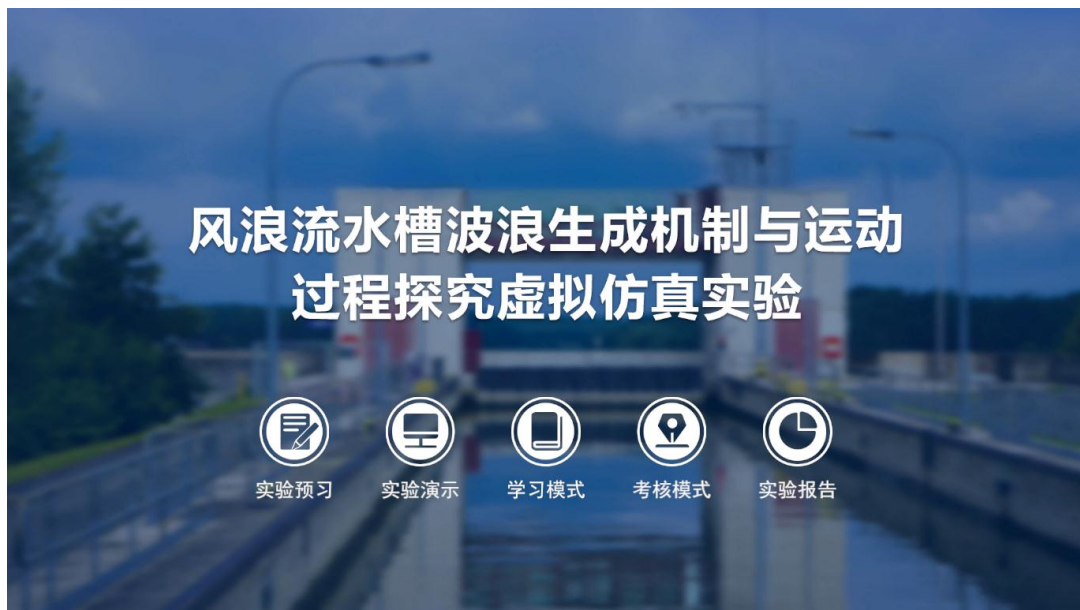 风浪流水槽波浪生成机制与运动
过程探究虚拟仿真实验
实验预习 实验演示 学习模式 考核模式 实验报告